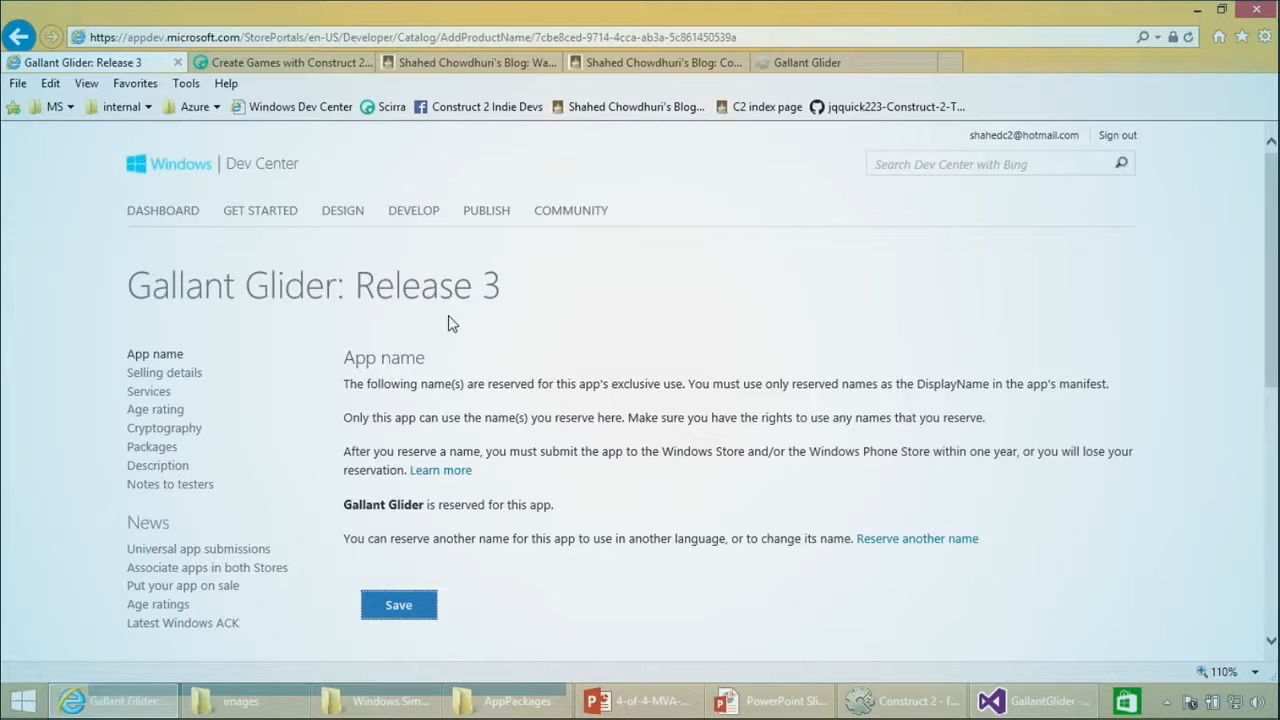 https://appdev.microsoft.com/StorePortals/en-US/Developer/Catalog/AddProductName/7cbe8ced-9714-4cca-ab3a-5c861450539a
Gallant Glider: Release 3
Create Games with Construct 2...
Shahed Chowdhuri's Blog: Wa...
Shahed Chowdhuri's Blog: Co...
Gallant Glider
File Edit View Favorites Tools Help
MS internal Azure Windows Dev Center Scirra Construct 2 Indie Devs Shahed Chowdhuri's Blog... C2 index page jqquick223-Construct-2-T...
shahedc2@hotmail.com Sign out
Windows | Dev Center
Search Dev Center with Bing
DASHBOARD GET STARTED DESIGN DEVELOP PUBLISH COMMUNITY
Gallant Glider: Release 3
App name
Selling details
Services
Age rating
Cryptography
Packages
Description
Notes to testers
News
Universal app submissions
Associate apps in both Stores
Put your app on sale
Age ratings
Latest Windows ACK
App name
The following name(s) are reserved for this app's exclusive use. You must use only reserved names as the DisplayName in the app's manifest.
Only this app can use the name(s) you reserve here. Make sure you have the rights to use any names that you reserve.
After you reserve a name, you must submit the app to the Windows Store and/or the Windows Phone Store within one year, or you will lose your
reservation. Learn more
Gallant Glider is reserved for this app.
You can reserve another name for this app to use in another language, or to change its name. Reserve another name
Save
110%
Gallant Glider:... images Windows Sim... AppPackages 4-of-4-MVA-... PowerPoint Sli... Construct 2 - f... GallantGlider -...